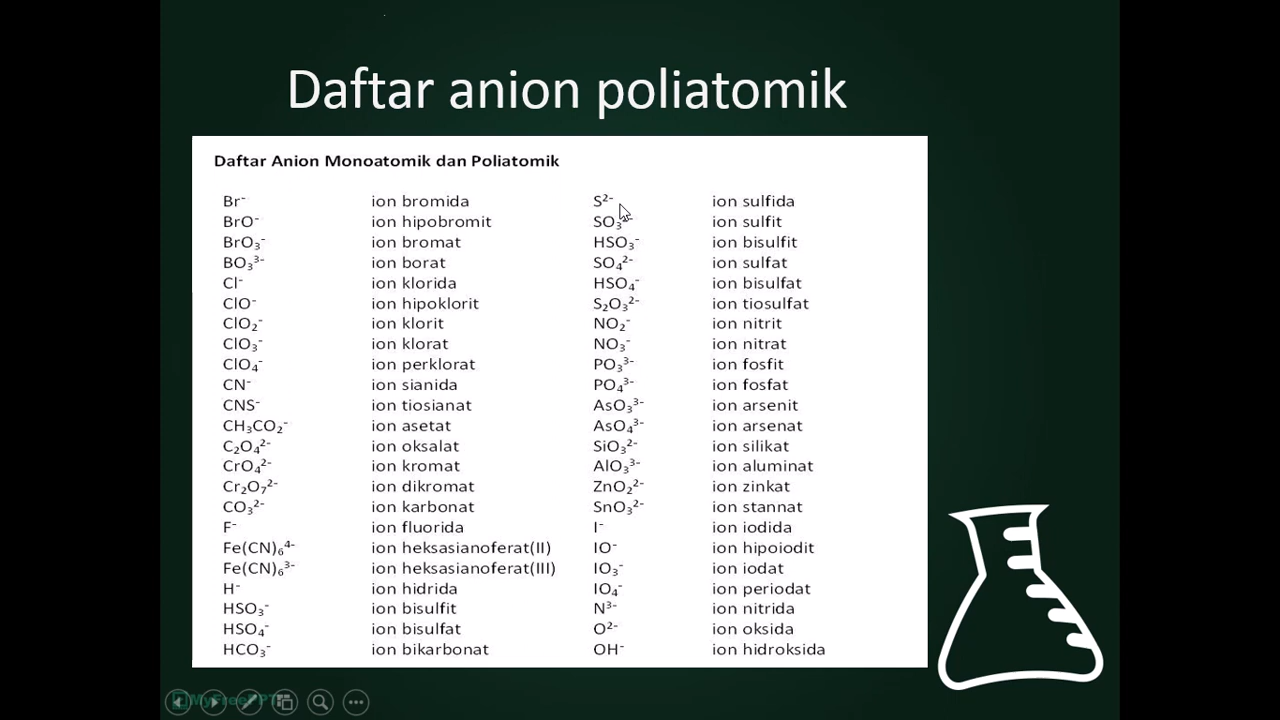 Daftar anion poliatomik
Daftar Anion Monoatomik dan Poliatomik
Br⁻ ion bromida S²⁻ ion sulfida
BrO⁻ ion hipobromit SO₃²⁻ ion sulfit
BrO₃⁻ ion bromat HSO₃⁻ ion bisulfit
BO₃³⁻ ion borat SO₄²⁻ ion sulfat
Cl⁻ ion klorida HSO₄⁻ ion bisulfat
ClO⁻ ion hipoklorit S₂O₃²⁻ ion tiosulfat
ClO₂⁻ ion klorit NO₂⁻ ion nitrit
ClO₃⁻ ion klorat NO₃⁻ ion nitrat
ClO₄⁻ ion perklorat PO₃³⁻ ion fosfit
CN⁻ ion sianida PO₄³⁻ ion fosfat
CNS⁻ ion tiosianat AsO₃³⁻ ion arsenit
CH₃CO₂⁻ ion asetat AsO₄³⁻ ion arsenat
C₂O₄²⁻ ion oksalat SiO₃²⁻ ion silikat
CrO₄²⁻ ion kromat AlO₃³⁻ ion aluminat
Cr₂O₇²⁻ ion dikromat ZnO₂²⁻ ion zinkat
CO₃²⁻ ion karbonat SnO₃²⁻ ion stannat
F⁻ ion fluorida I⁻ ion iodida
Fe(CN)₆⁴⁻ ion heksasianoferat(II) IO⁻ ion hipoiodit
Fe(CN)₆³⁻ ion heksasianoferat(III) IO₃⁻ ion iodat
H⁻ ion hidrida IO₄⁻ ion periodat
HSO₃⁻ ion bisulfit N³⁻ ion nitrida
HSO₄⁻ ion bisulfat O²⁻ ion oksida
HCO₃⁻ ion bikarbonat OH⁻ ion hidroksida
MyFreePPT